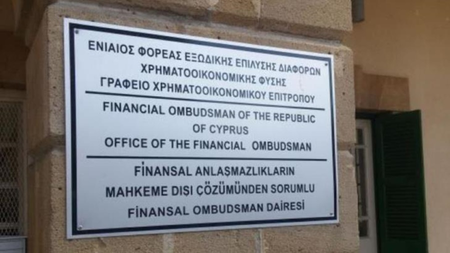 ΕΝΙΑΙΟΣ ΦΟΡΕΑΣ ΕΞΩΔΙΚΗΣ ΕΠΙΛΥΣΗΣ ΔΙΑΦΟΡΩΝ
ΧΡΗΜΑΤΟΟΙΚΟΝΟΜΙΚΗΣ ΦΥΣΗΣ
ΓΡΑΦΕΙΟ ΧΡΗΜΑΤΟΟΙΚΟΝΟΜΙΚΟΥ ΕΠΙΤΡΟΠΟΥ
FINANCIAL OMBUDSMAN OF THE REPUBLIC
OF CYPRUS
OFFICE OF THE FINANCIAL OMBUDSMAN
FİNANSAL ANLAŞMAZLIKLARIN
MAHKEME DIŞI ÇÖZÜMÜNDEN SORUMLU
FİNANSAL OMBUDSMAN DAİRESİ